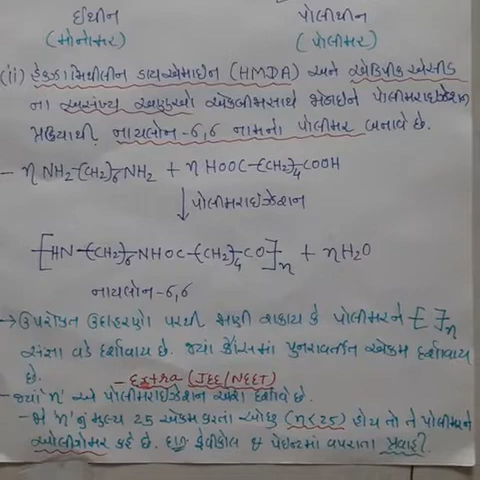 ઈથીન પોલીથીન
(મોનોમર) (પોલીમર)
(ii) હેક્ઝામિથીલીન ડાયએમાઇન (HMDA) અને એડિપીક એસીડ
ના અસંખ્ય અણુઓ એકબીજાસાથે જોડાઈને પોલીમરાઇઝેશન
પ્રક્રિયાથી નાયલોન-6,6 નામનો પોલીમર બનાવે છે.
- n NH2-(CH2)6-NH2 + n HOOC-(CH2)4-COOH
↓ પોલીમરાઇઝેશન
[HN-(CH2)6-NHOC-(CH2)4-CO]n + nH2O
નાયલોન-6,6
→ ઉપરોક્ત ઉદાહરણો પરથી જાણી શકાય કે પોલીમરને [ ]n
સંજ્ઞા વડે દર્શાવાય છે. જ્યાં કૌંસમાં પુનરાવર્તીત એકમ દર્શાવાય
છે. - Extra (JEE/NEET)
- જ્યાં 'n' એ પોલીમરાઇઝેશન અંશ દર્શાવે છે.
- જો 'n' નું મુલ્ય 25 એકમ કરતાં ઓછુ (n<25) હોય તો તે પોલીમરને
ઓલીગોમર કહે છે. દા.ત. ફેવીકોલ & પેઇન્ટમાં વપરાતા પ્રવાહી.